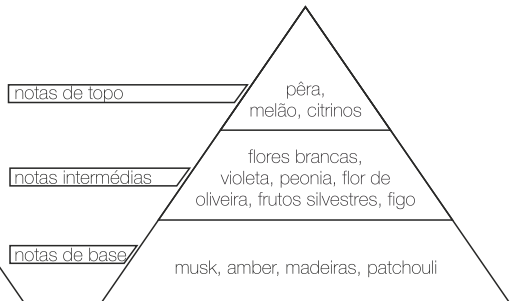 notas de topo
pêra,
melão, citrinos
notas intermédias
flores brancas,
violeta, peonia, flor de
oliveira, frutos silvestres, figo
notas de base
musk, amber, madeiras, patchouli